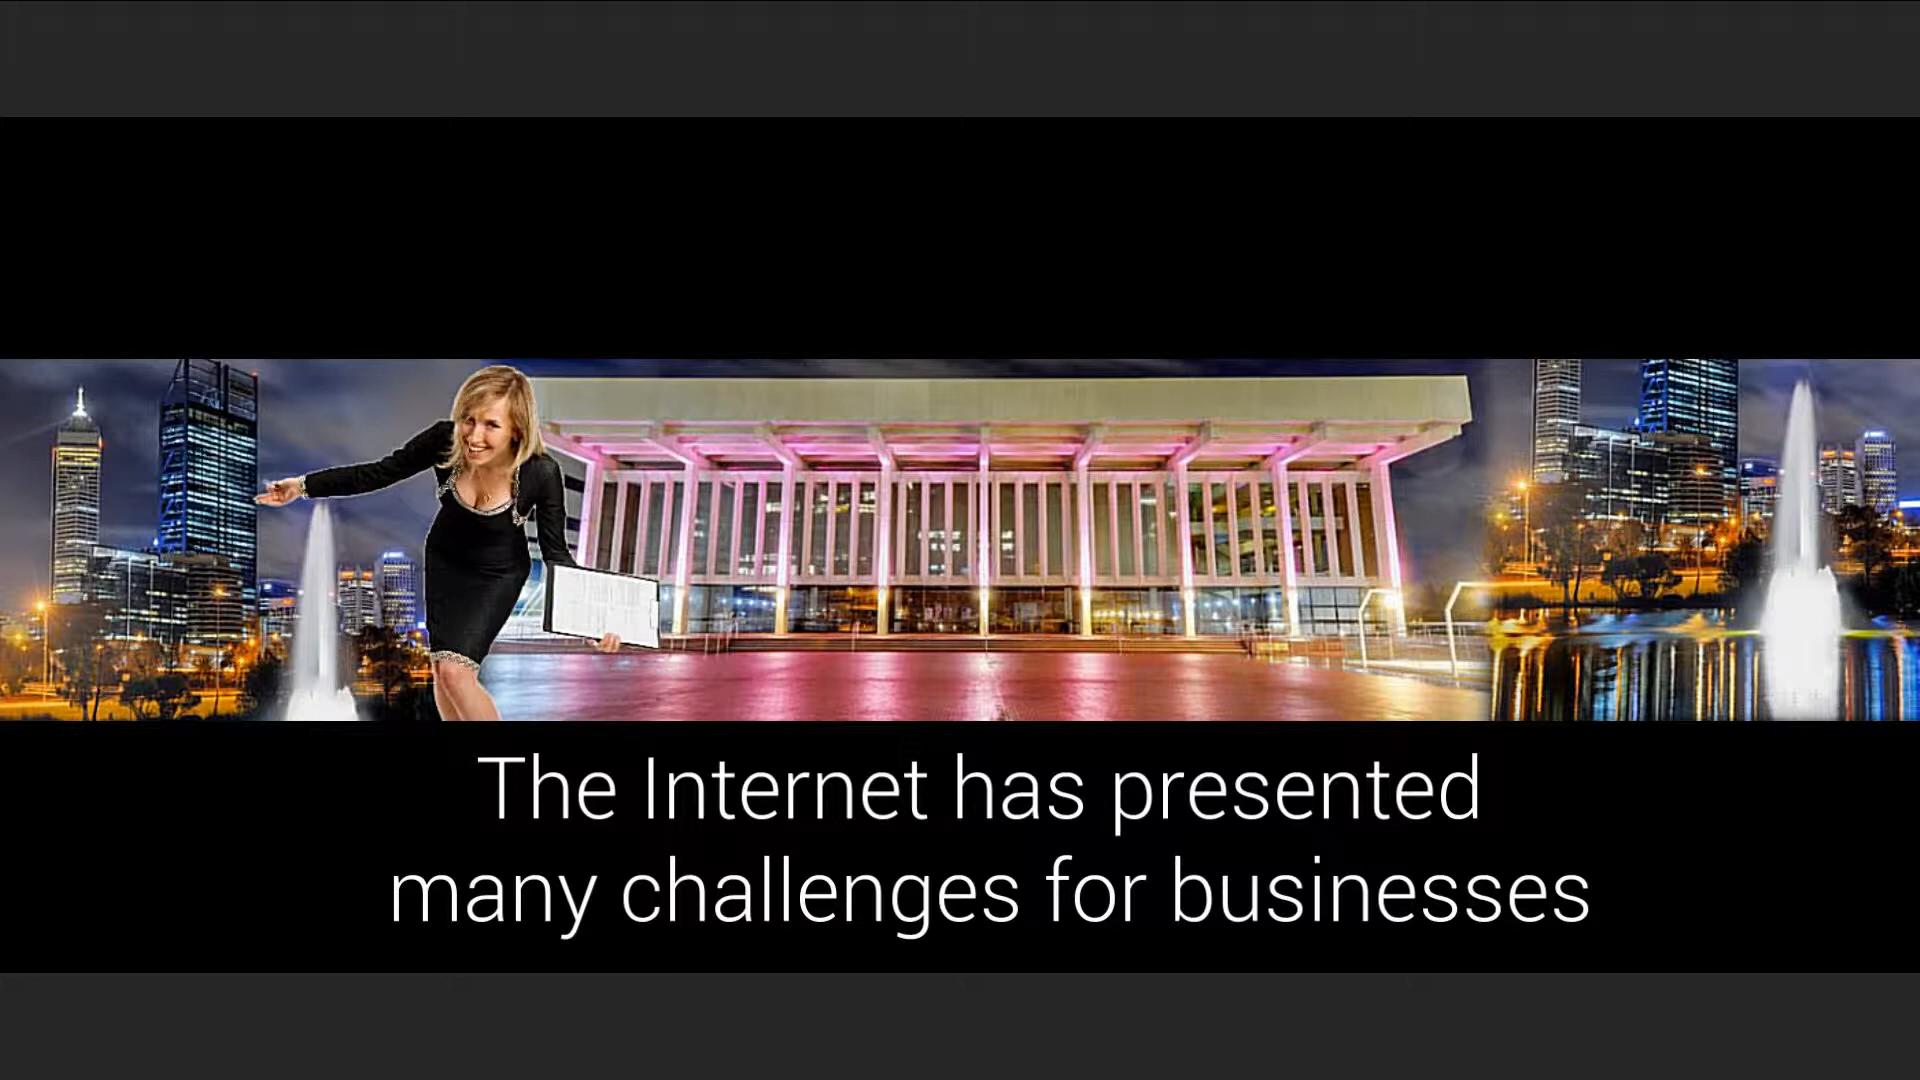 The Internet has presented
many challenges for businesses